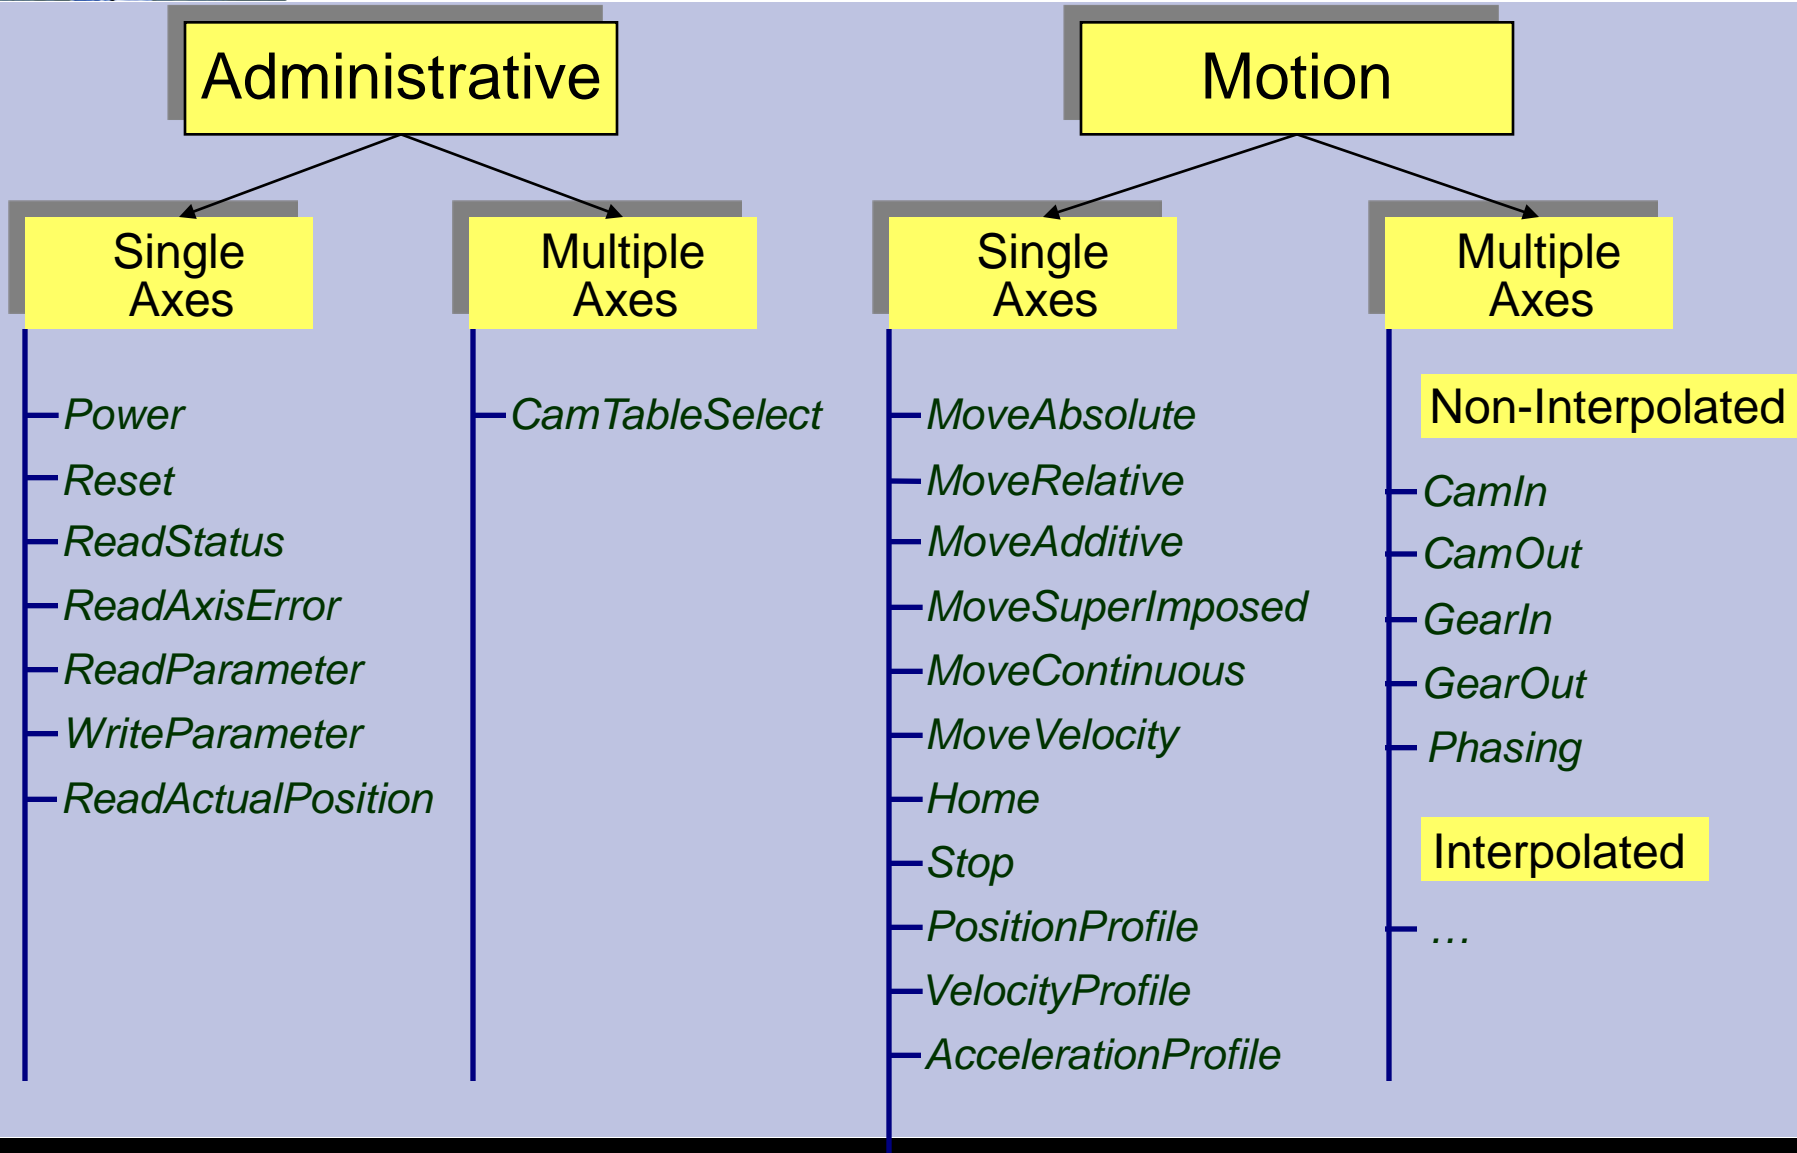 Administrative
Motion
Single
Axes
Multiple
Axes
Single
Axes
Multiple
Axes
Power
Reset
ReadStatus
ReadAxisError
ReadParameter
WriteParameter
ReadActualPosition
CamTableSelect
MoveAbsolute
MoveRelative
MoveAdditive
MoveSuperImposed
MoveContinuous
MoveVelocity
Home
Stop
PositionProfile
VelocityProfile
AccelerationProfile
Non-Interpolated
CamIn
CamOut
GearIn
GearOut
Phasing
Interpolated
…